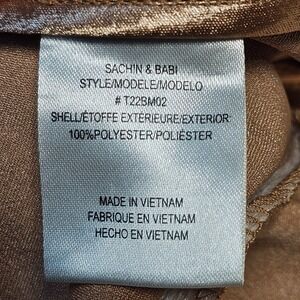 SACHIN & BABI
STYLE/MODELE/MODELO
# T22BM02
SHELL/ÉTOFFE EXTÉRIEURE/EXTERIOR:
100%POLYESTER/POLIÉSTER
MADE IN VIETNAM
FABRIQUE EN VIETNAM
HECHO EN VIETNAM